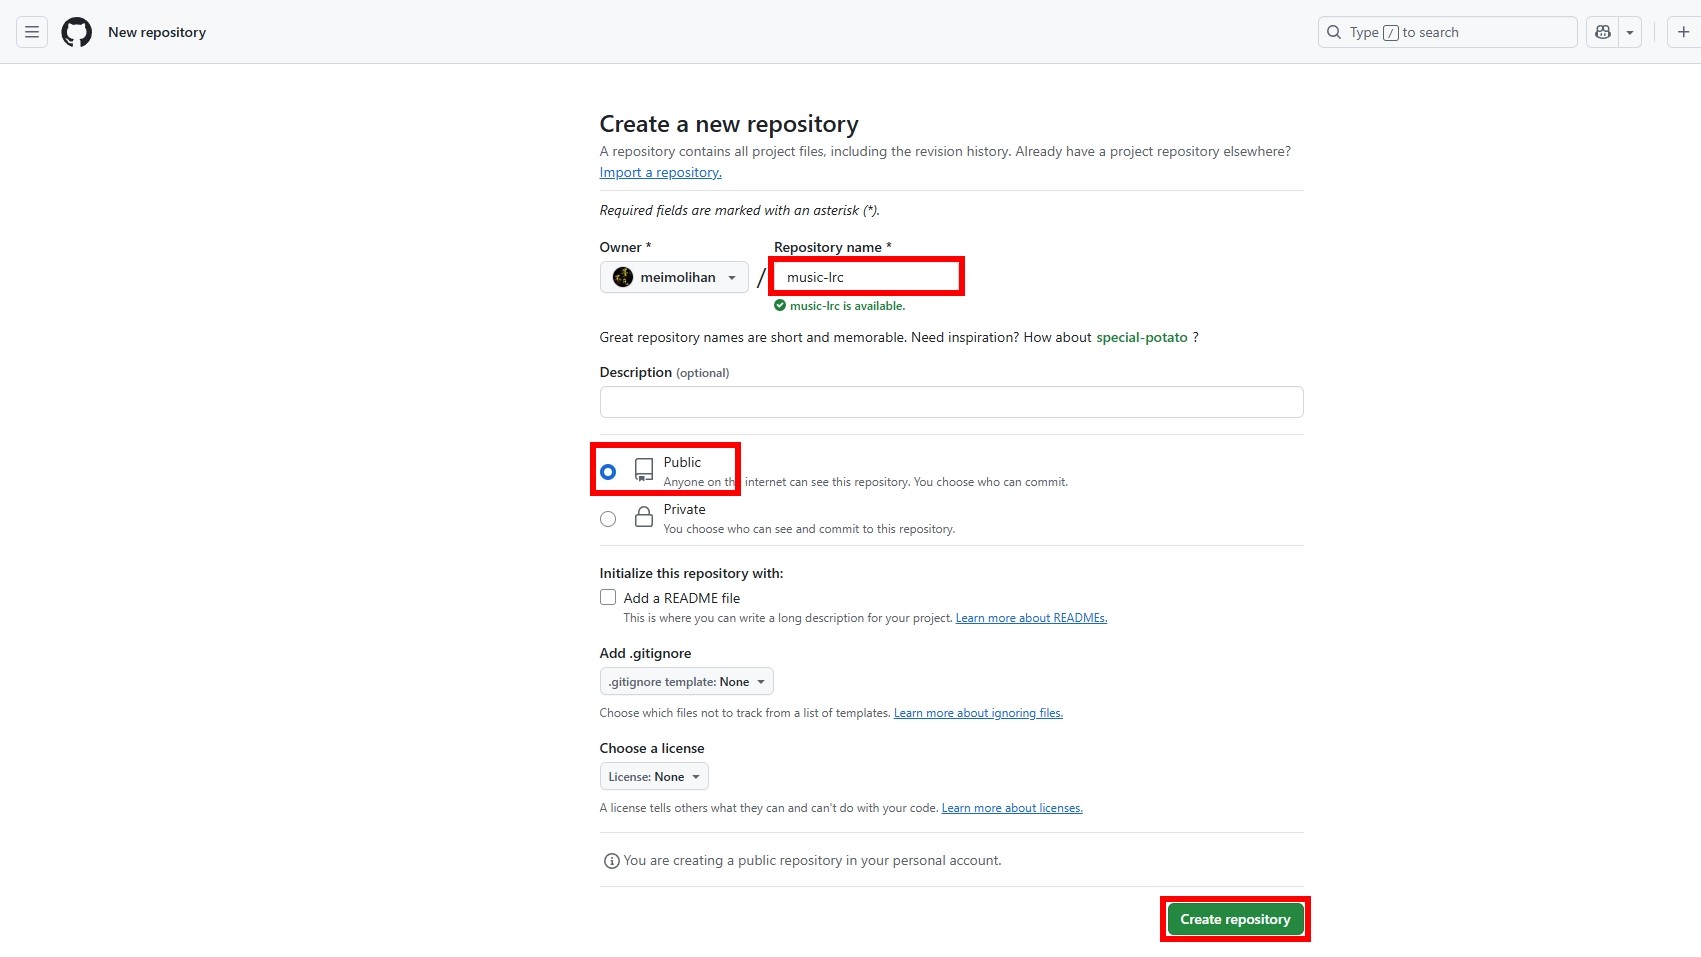 New repository
Type / to search
Create a new repository
A repository contains all project files, including the revision history. Already have a project repository elsewhere?
Import a repository.
Required fields are marked with an asterisk (*).
Owner *
Repository name *
meimolihan
/
music-lrc
music-lrc is available.
Great repository names are short and memorable. Need inspiration? How about special-potato ?
Description (optional)
Public
Anyone on the internet can see this repository. You choose who can commit.
Private
You choose who can see and commit to this repository.
Initialize this repository with:
Add a README file
This is where you can write a long description for your project. Learn more about READMEs.
Add .gitignore
.gitignore template: None
Choose which files not to track from a list of templates. Learn more about ignoring files.
Choose a license
License: None
A license tells others what they can and can't do with your code. Learn more about licenses.
You are creating a public repository in your personal account.
Create repository